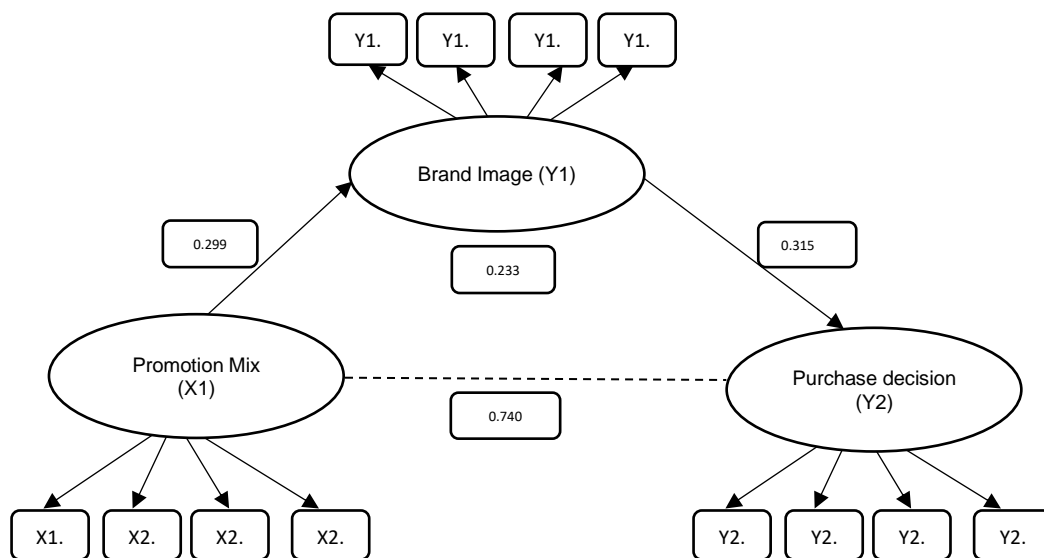 Y1. Y1. Y1. Y1.
Brand Image (Y1)
0.299
0.315
0.233
Promotion Mix
(X1)
Purchase decision
(Y2)
0.740
X1. X2. X2. X2.
Y2. Y2. Y2. Y2.